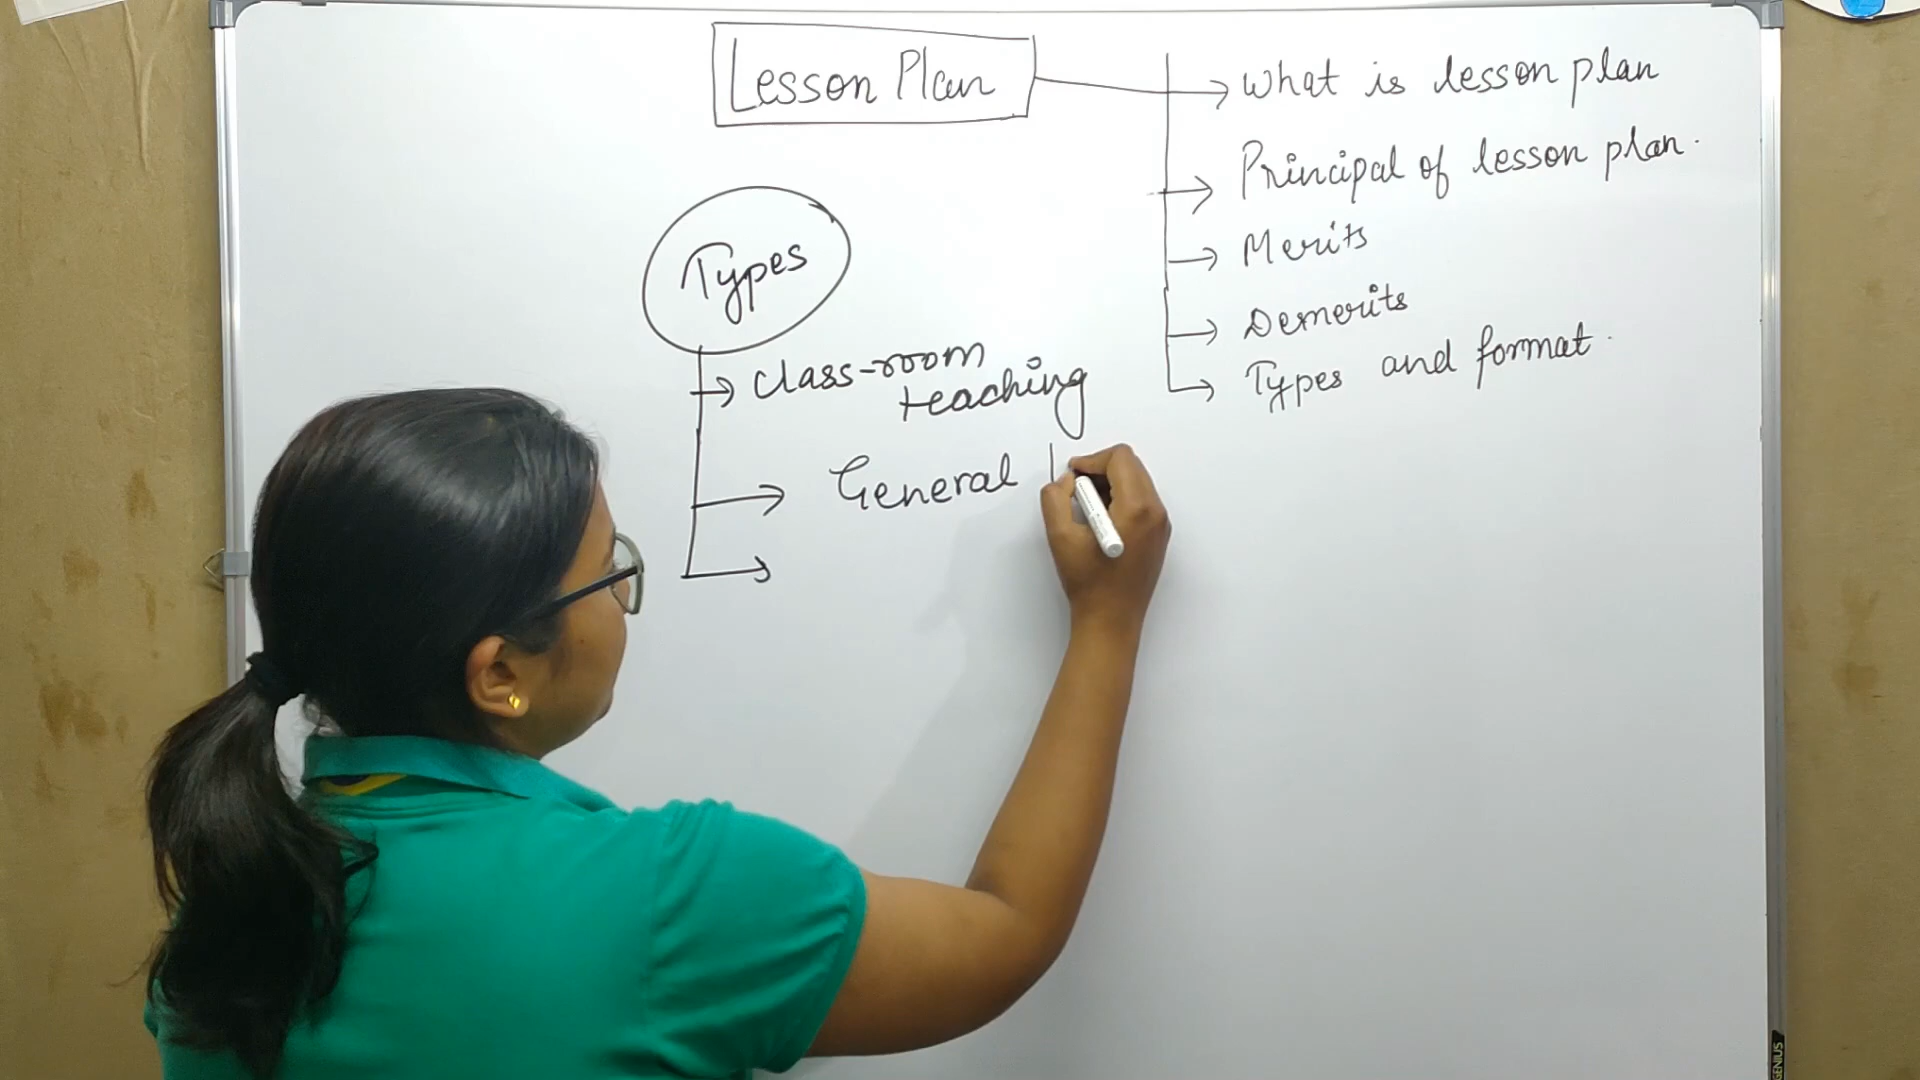 Lesson Plan
What is lesson plan
Principal of lesson plan.
Merits
Demerits
Types and format.
Types
Class-room
teaching
General
GENIUS